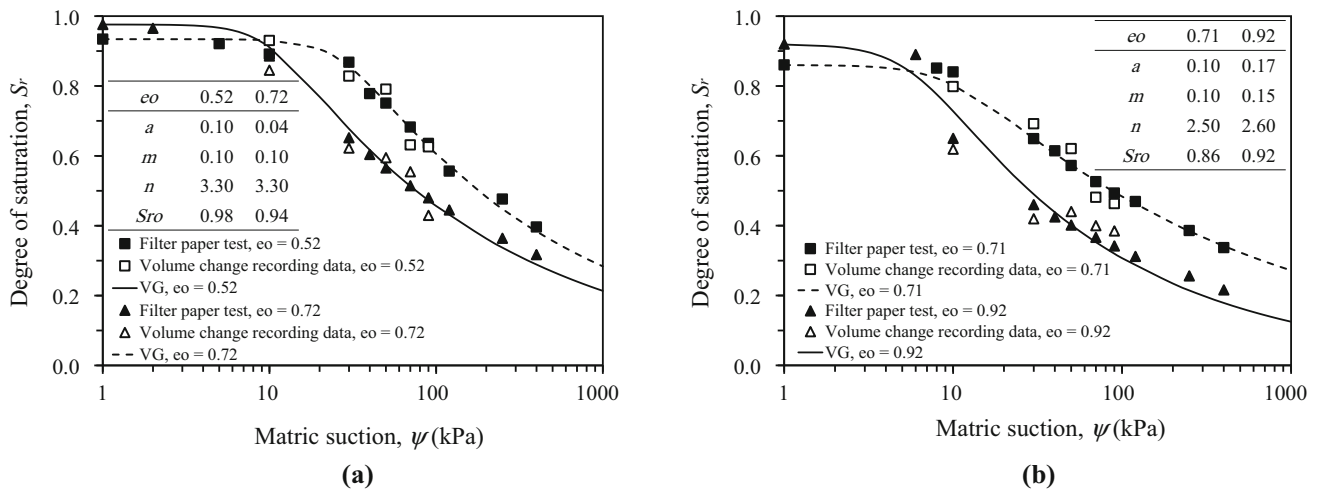 (a)
Degree of saturation, Sr
1.0
0.8
0.6
0.4
0.2
0.0
eo 0.52 0.72
a 0.10 0.04
m 0.10 0.10
n 3.30 3.30
Sro 0.98 0.94
Filter paper test, eo = 0.52
Volume change recording data, eo = 0.52
VG, eo = 0.52
Filter paper test, eo = 0.72
Volume change recording data, eo = 0.72
VG, eo = 0.72
1 10 100 1000
Matric suction, ψ (kPa)
(a)
(b)
Degree of saturation, Sr
1.0
0.8
0.6
0.4
0.2
0.0
eo 0.71 0.92
a 0.10 0.17
m 0.10 0.15
n 2.50 2.60
Sro 0.86 0.92
Filter paper test, eo = 0.71
Volume change recording data, eo = 0.71
VG, eo = 0.71
Filter paper test, eo = 0.92
Volume change recording data, eo = 0.92
VG, eo = 0.92
1 10 100 1000
Matric suction, ψ (kPa)
(b)